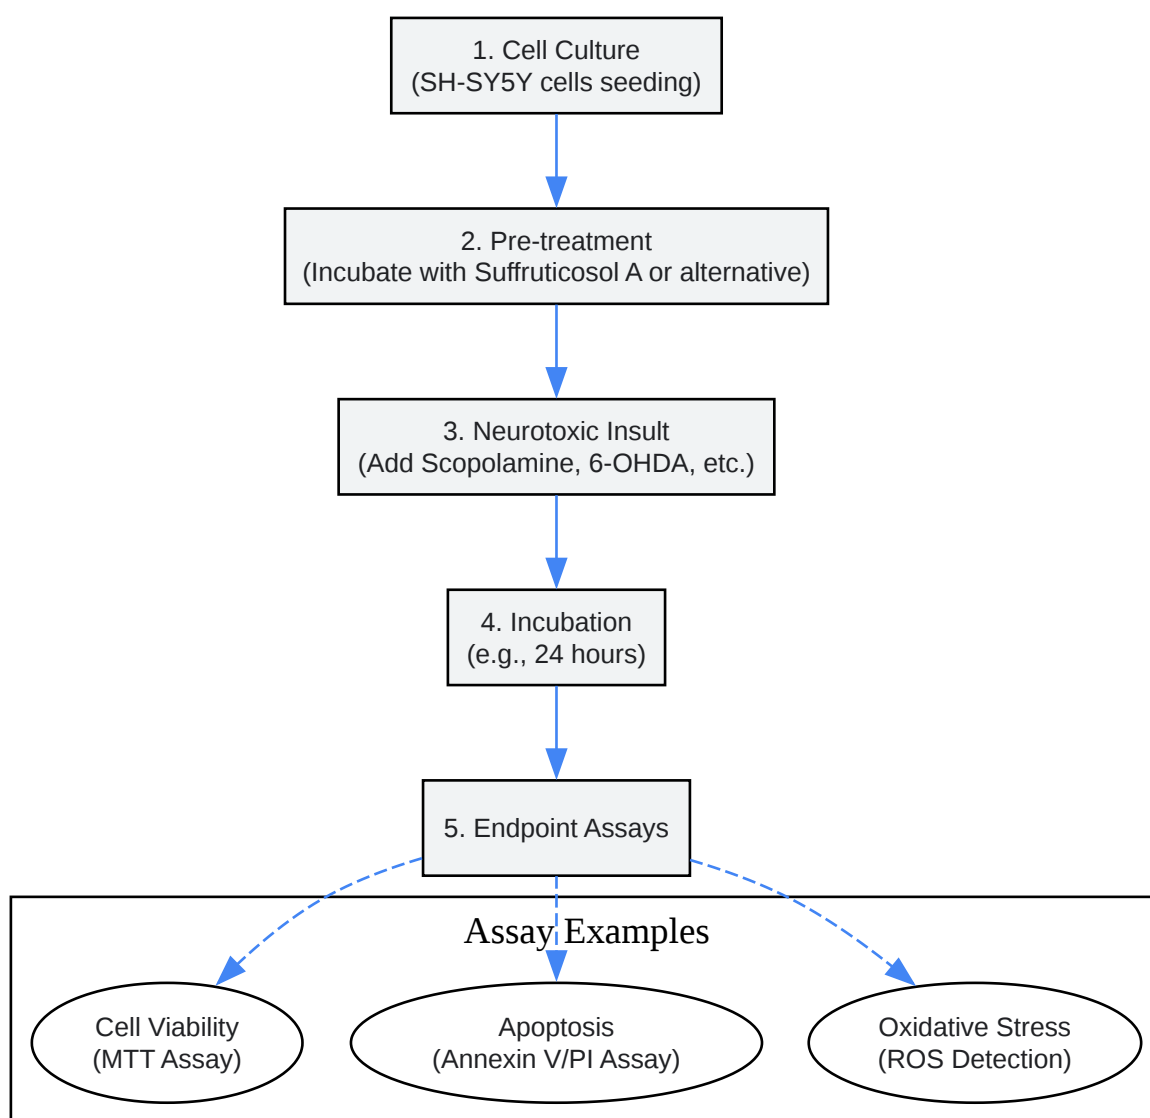 1. Cell Culture
(SH-SY5Y cells seeding)
2. Pre-treatment
(Incubate with Suffruticosol A or alternative)
3. Neurotoxic Insult
(Add Scopolamine, 6-OHDA, etc.)
4. Incubation
(e.g., 24 hours)
5. Endpoint Assays
Assay Examples
Cell Viability
(MTT Assay)
Apoptosis
(Annexin V/PI Assay)
Oxidative Stress
(ROS Detection)